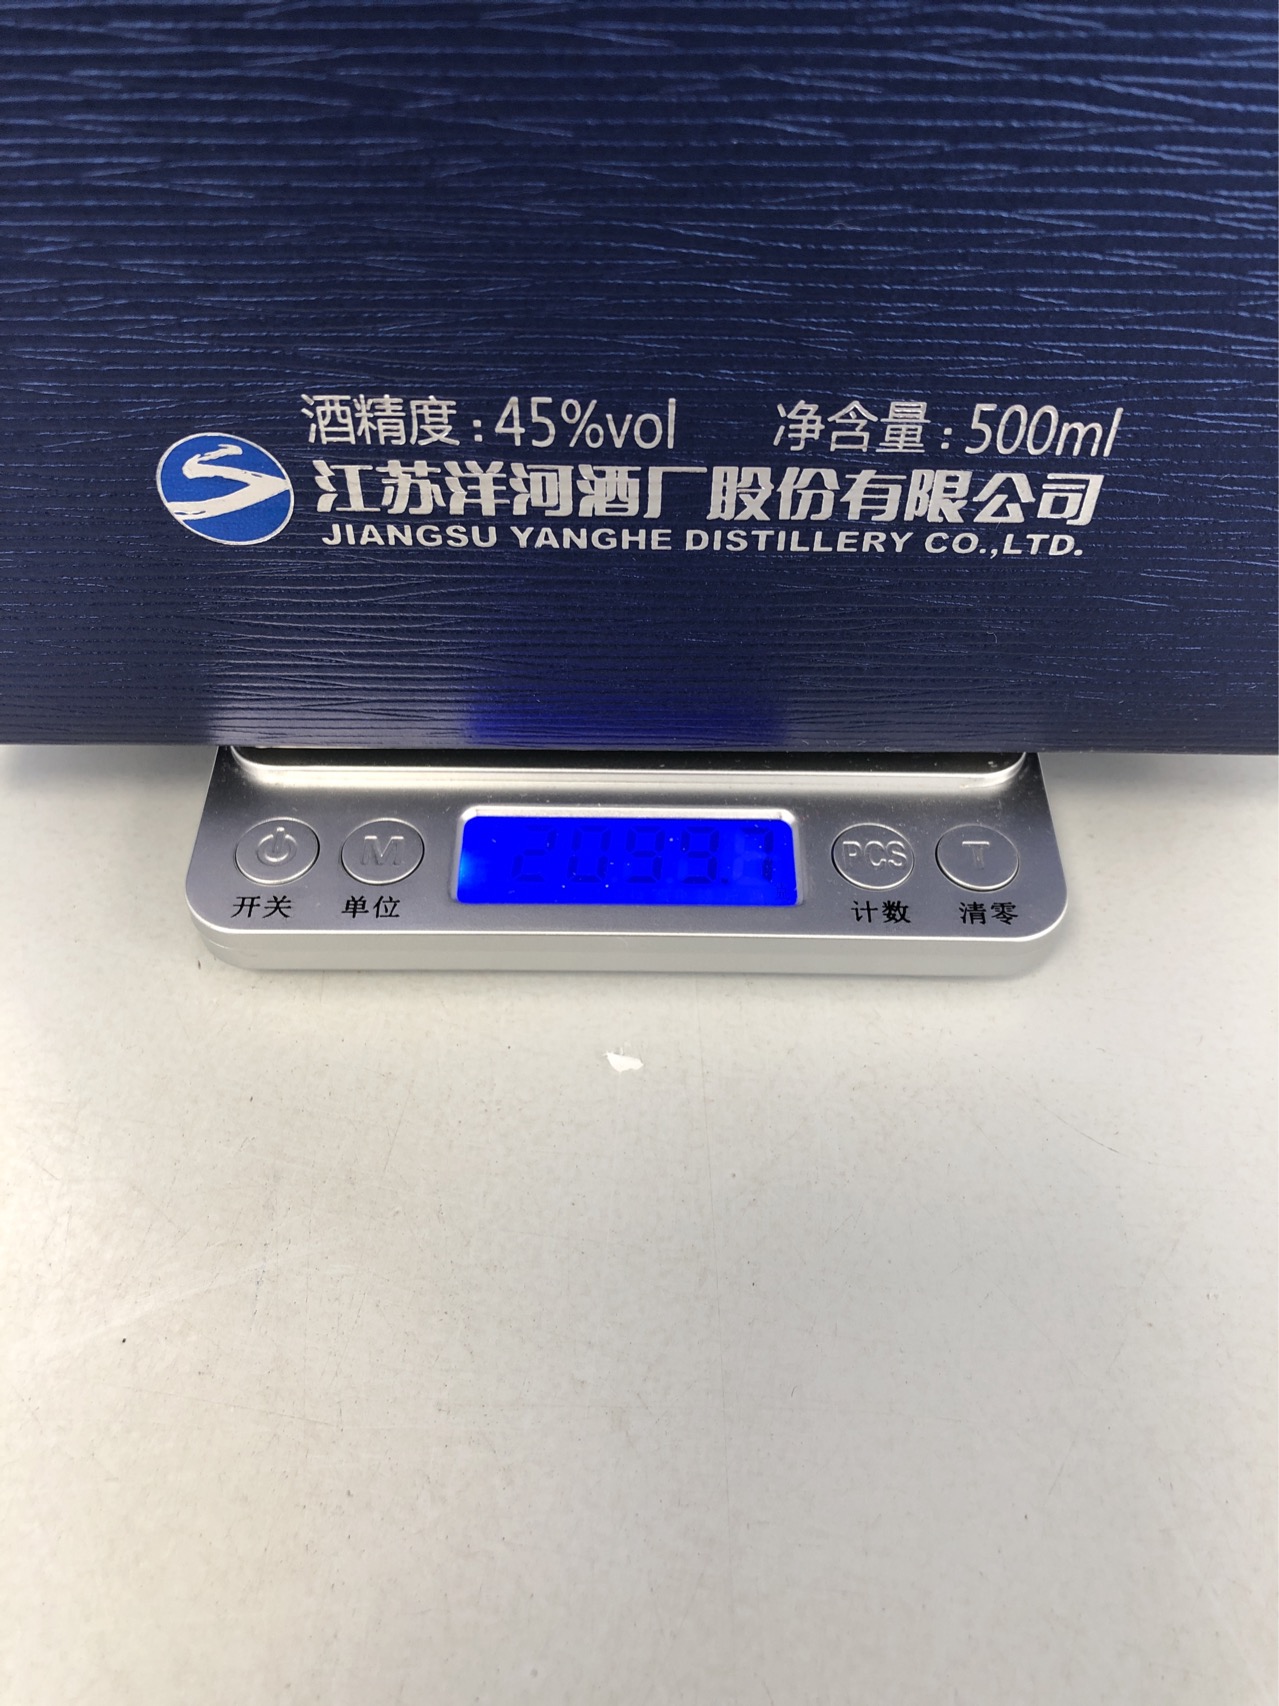 酒精度:45%vol 净含量:500ml
江苏洋河酒厂股份有限公司
JIANGSU YANGHE DISTILLERY CO.,LTD.
M PCS T
开关 单位 计数 清零